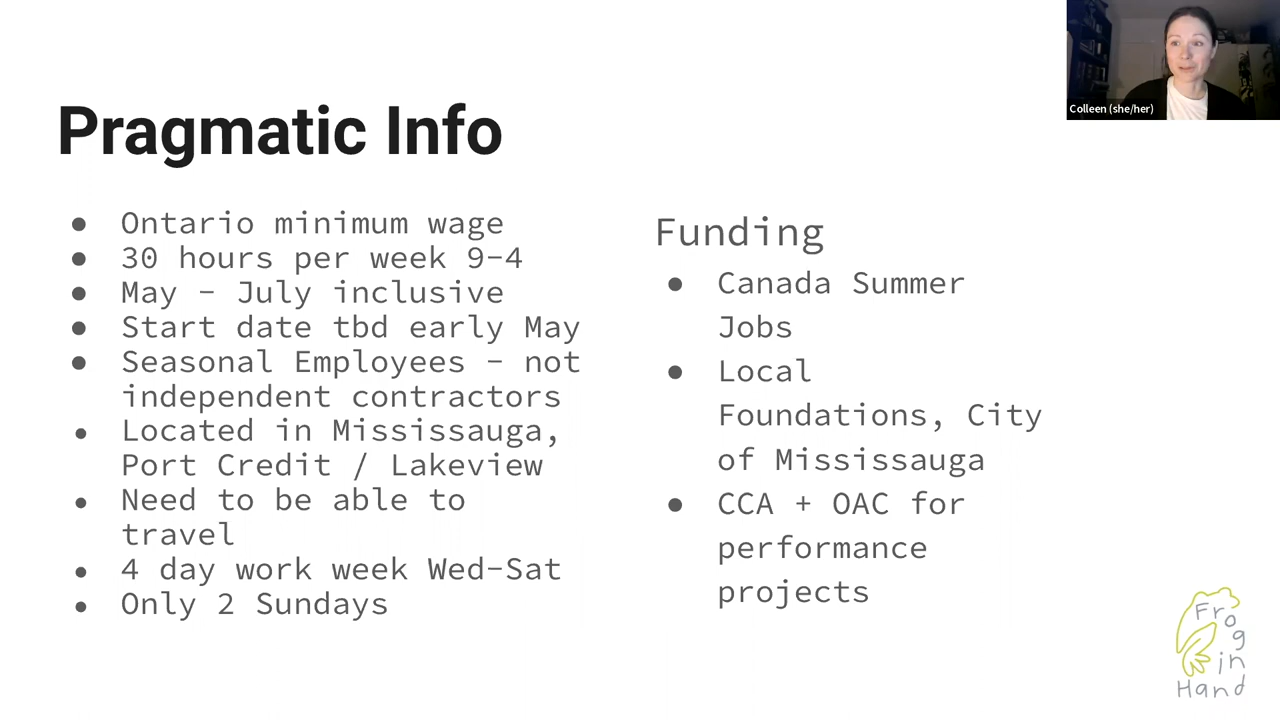 Pragmatic Info
● Ontario minimum wage
● 30 hours per week 9-4
● May - July inclusive
● Start date tbd early May
● Seasonal Employees - not
independent contractors
● Located in Mississauga,
Port Credit / Lakeview
● Need to be able to
travel
● 4 day work week Wed-Sat
● Only 2 Sundays
Funding
● Canada Summer
Jobs
● Local
Foundations, City
of Mississauga
● CCA + OAC for
performance
projects
Colleen (she/her)
Frog
in
Hand